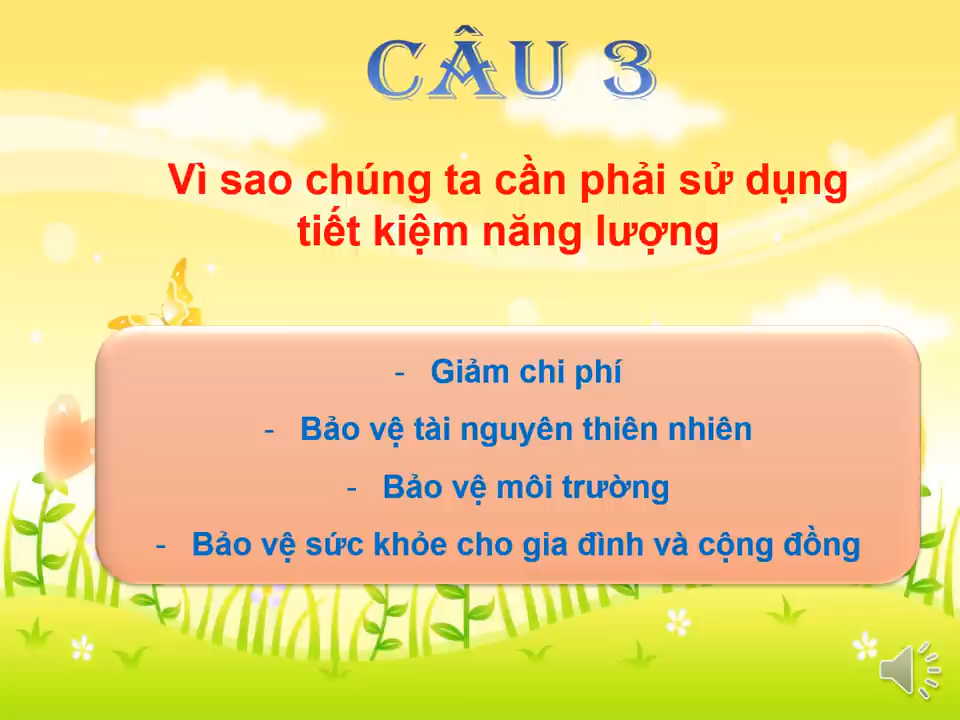 CÂU 3
Vì sao chúng ta cần phải sử dụng
tiết kiệm năng lượng
- Giảm chi phí
- Bảo vệ tài nguyên thiên nhiên
- Bảo vệ môi trường
- Bảo vệ sức khỏe cho gia đình và cộng đồng